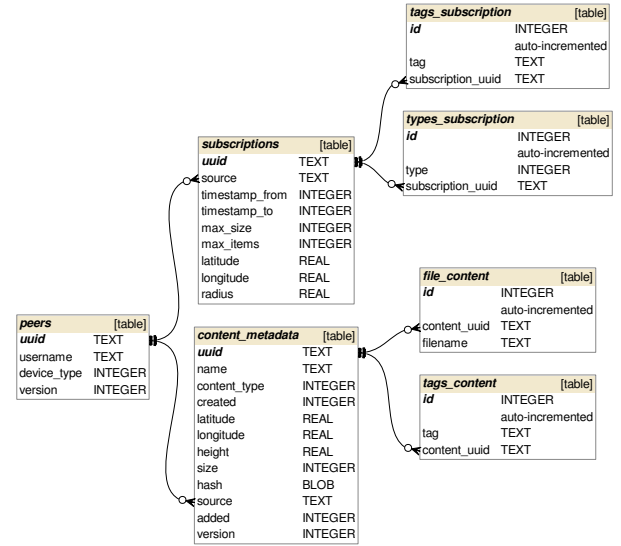 tags_subscription [table]
id INTEGER
auto-incremented
tag TEXT
subscription_uuid TEXT
types_subscription [table]
id INTEGER
auto-incremented
type INTEGER
subscription_uuid TEXT
subscriptions [table]
uuid TEXT
source TEXT
timestamp_from INTEGER
timestamp_to INTEGER
max_size INTEGER
max_items INTEGER
latitude REAL
longitude REAL
radius REAL
file_content [table]
id INTEGER
auto-incremented
content_uuid TEXT
filename TEXT
peers [table]
uuid TEXT
username TEXT
device_type INTEGER
version INTEGER
content_metadata [table]
uuid TEXT
name TEXT
content_type INTEGER
created INTEGER
latitude REAL
longitude REAL
height REAL
size INTEGER
hash BLOB
source TEXT
added INTEGER
version INTEGER
tags_content [table]
id INTEGER
auto-incremented
tag TEXT
content_uuid TEXT